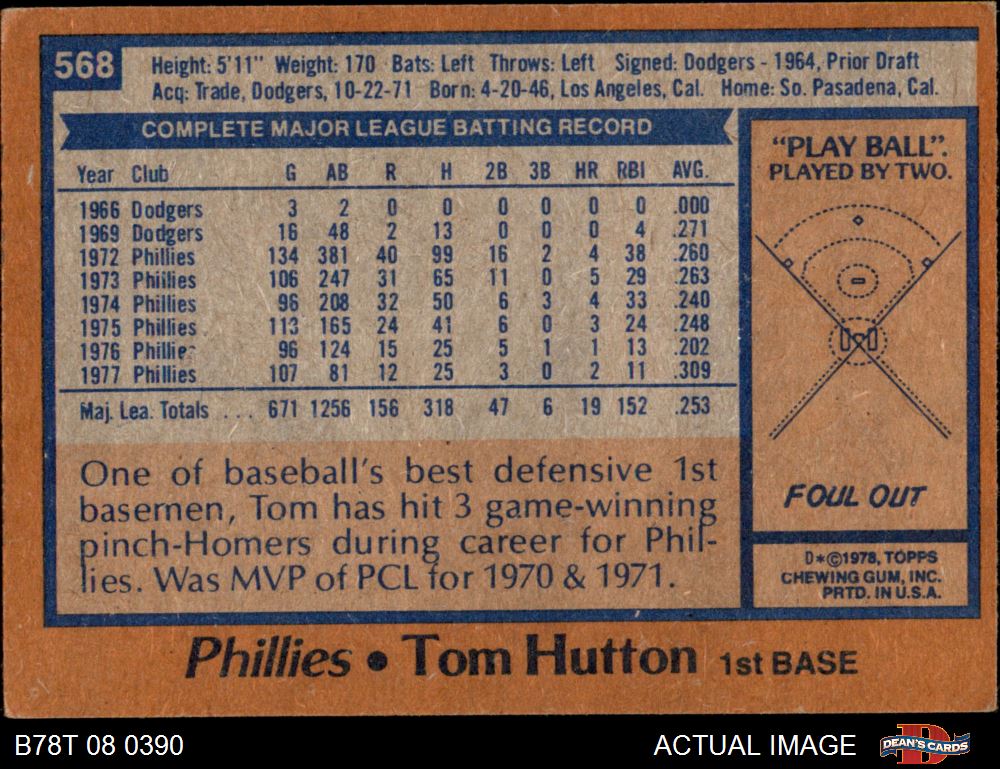 568
Height: 5'11" Weight: 170 Bats: Left Throws: Left Signed: Dodgers - 1964, Prior Draft
Acq: Trade, Dodgers, 10-22-71 Born: 4-20-46, Los Angeles, Cal. Home: So. Pasadena, Cal.
COMPLETE MAJOR LEAGUE BATTING RECORD
Year Club G AB R H 2B 3B HR RBI AVG.
1966 Dodgers 3 2 0 0 0 0 0 0 .000
1969 Dodgers 16 48 2 13 0 0 0 4 .271
1972 Phillies 134 381 40 99 16 2 4 38 .260
1973 Phillies 106 247 31 65 11 0 5 29 .263
1974 Phillies 96 208 32 50 6 3 4 33 .240
1975 Phillies 113 165 24 41 6 0 3 24 .248
1976 Phillies 96 124 15 25 5 1 1 13 .202
1977 Phillies 107 81 12 25 3 0 2 11 .309
Maj. Lea. Totals . . . 671 1256 156 318 47 6 19 152 .253
One of baseball's best defensive 1st
basemen, Tom has hit 3 game-winning
pinch-Homers during career for Phil-
lies. Was MVP of PCL for 1970 & 1971.
"PLAY BALL".
PLAYED BY TWO.
FOUL OUT
D*©1978, TOPPS
CHEWING GUM, INC.
PRTD. IN U.S.A.
Phillies • Tom Hutton 1st BASE
B78T 08 0390
ACTUAL IMAGE
D
DEAN'S CARDS